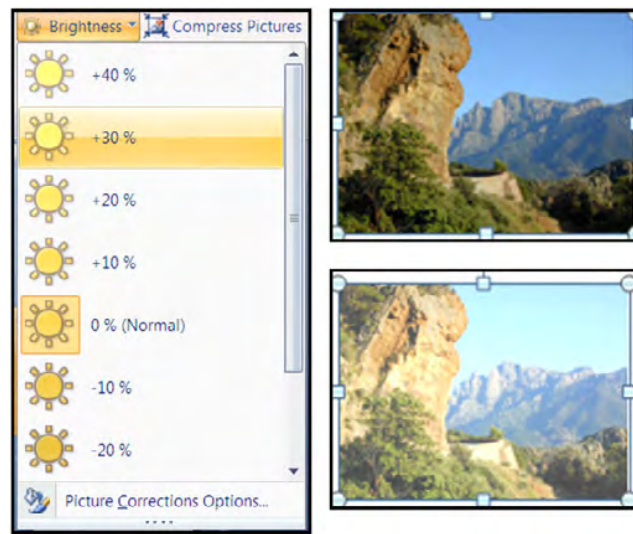 Brightness Compress Pictures
+40 %
+30 %
+20 %
+10 %
0 % (Normal)
-10 %
-20 %
Picture Corrections Options...